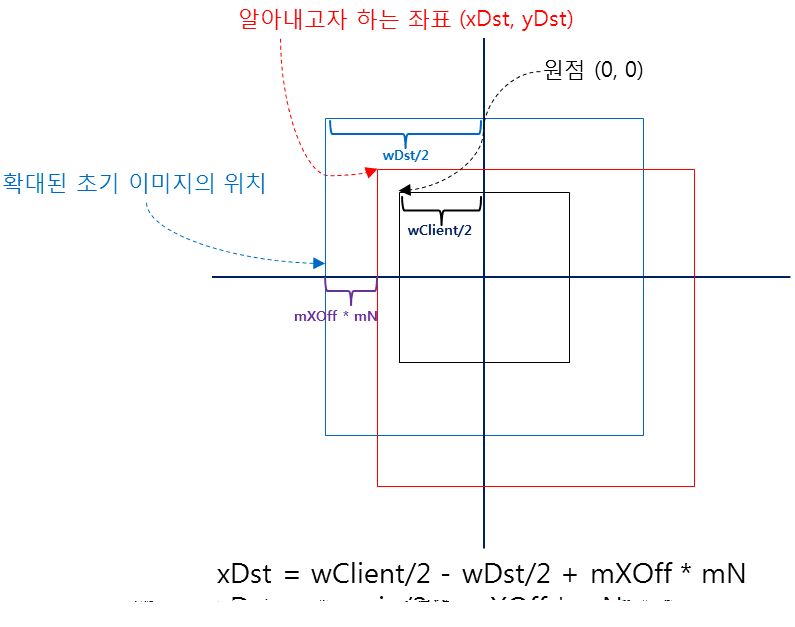 알아내고자 하는 좌표 (xDst, yDst)
원점 (0, 0)
wDst/2
확대된 초기 이미지의 위치
wClient/2
mXOff * mN
xDst = wClient/2 - wDst/2 + mXOff * mN